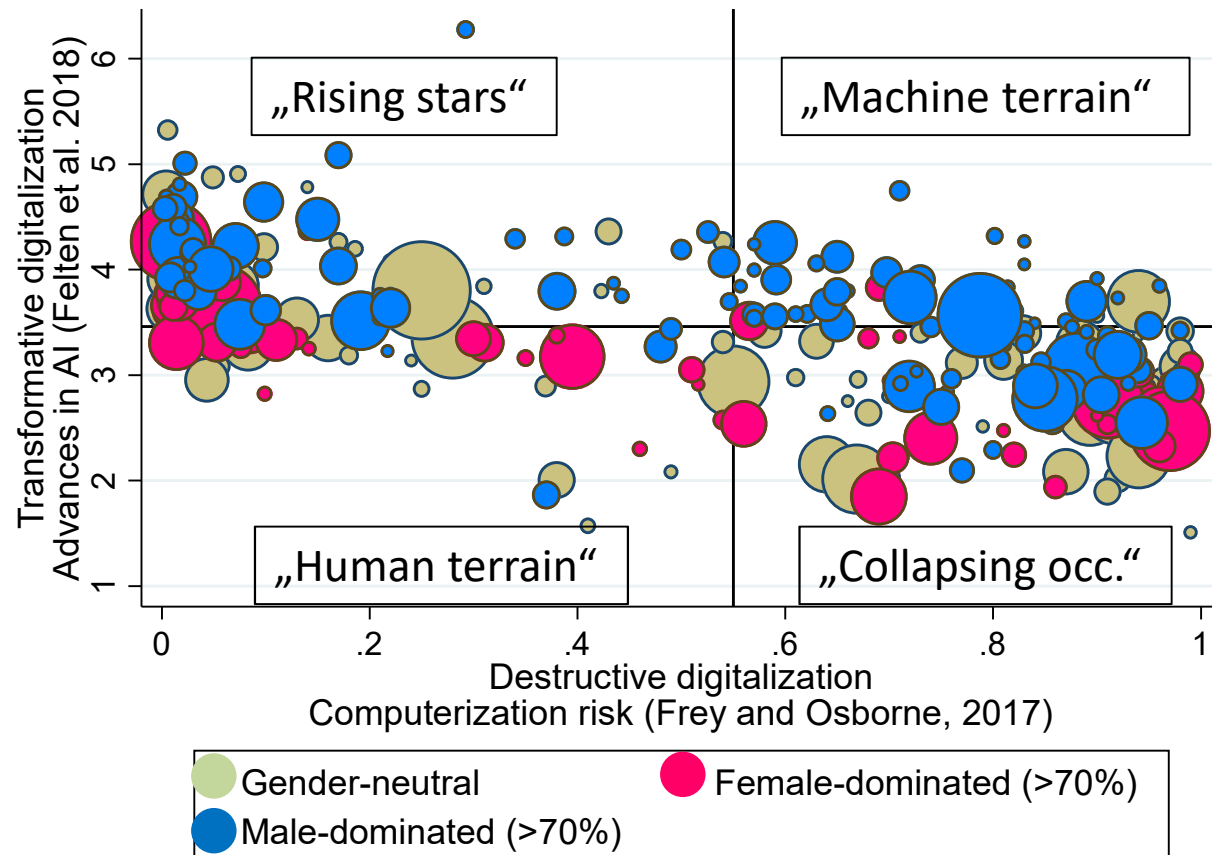 Transformative digitalization
Advances in AI (Felten et al. 2018)
6
5
4
3
2
1
„Rising stars“
„Machine terrain“
„Human terrain“
„Collapsing occ.“
0 .2 .4 .6 .8 1
Destructive digitalization
Computerization risk (Frey and Osborne, 2017)
Gender-neutral
Female-dominated (>70%)
Male-dominated (>70%)